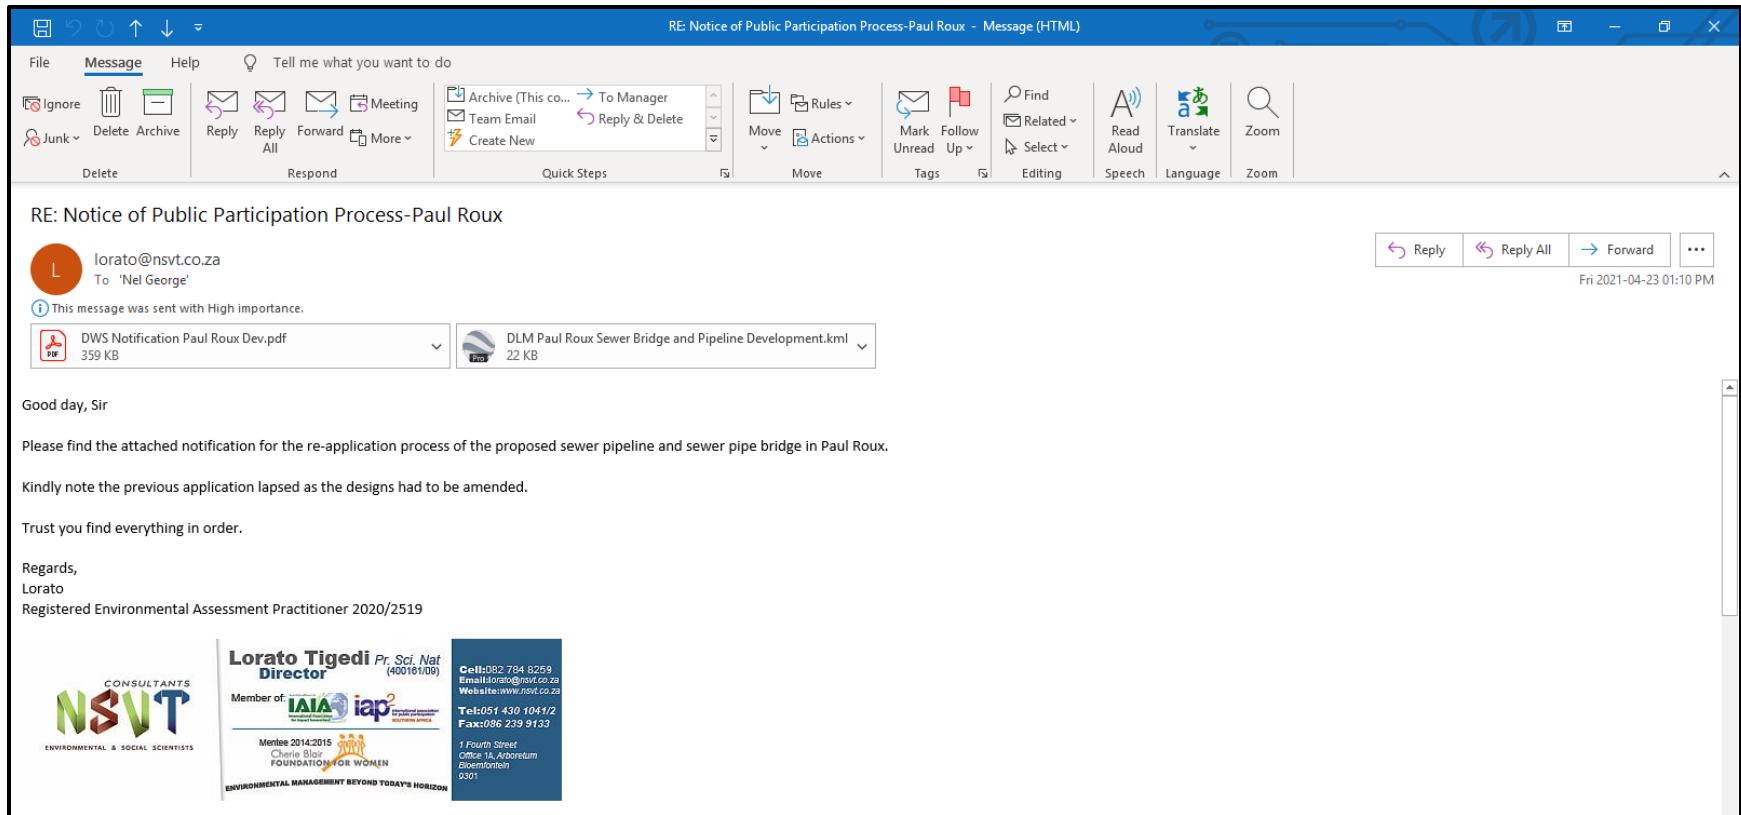 RE: Notice of Public Participation Process-Paul Roux - Message (HTML)
File Message Help Tell me what you want to do
Ignore
Junk
Delete Archive
Delete
Reply Reply All Forward
Meeting
More
Respond
Archive (This co... To Manager
Team Email Reply & Delete
Create New
Quick Steps
Move
Rules
Actions
Move
Mark Unread Follow Up
Tags
Find
Related
Select
Editing
Read Aloud
Speech
Translate
Language
Zoom
Zoom
RE: Notice of Public Participation Process-Paul Roux
L
lorato@nsvt.co.za
To 'Nel George'
Reply Reply All Forward ...
Fri 2021-04-23 01:10 PM
This message was sent with High importance.
PDF
DWS Notification Paul Roux Dev.pdf
359 KB
Pro
DLM Paul Roux Sewer Bridge and Pipeline Development.kml
22 KB
Good day, Sir
Please find the attached notification for the re-application process of the proposed sewer pipeline and sewer pipe bridge in Paul Roux.
Kindly note the previous application lapsed as the designs had to be amended.
Trust you find everything in order.
Regards,
Lorato
Registered Environmental Assessment Practitioner 2020/2519
CONSULTANTS
NSVT
ENVIRONMENTAL & SOCIAL SCIENTISTS
Lorato Tigedi Pr. Sci. Nat
Director (400161/09)
Member of: IAIA iap2
SOUTHERN AFRICA
Mentee 2014:2015
Cherie Blair
FOUNDATION FOR WOMEN
ENVIRONMENTAL MANAGEMENT BEYOND TODAY'S HORIZON
Cell:082 784 8259
Email:lorato@nsvt.co.za
Website:www.nsvt.co.za
Tel:051 430 1041/2
Fax:086 239 9133
1 Fourth Street
Office 1A, Arboretum
Bloemfontein
9301